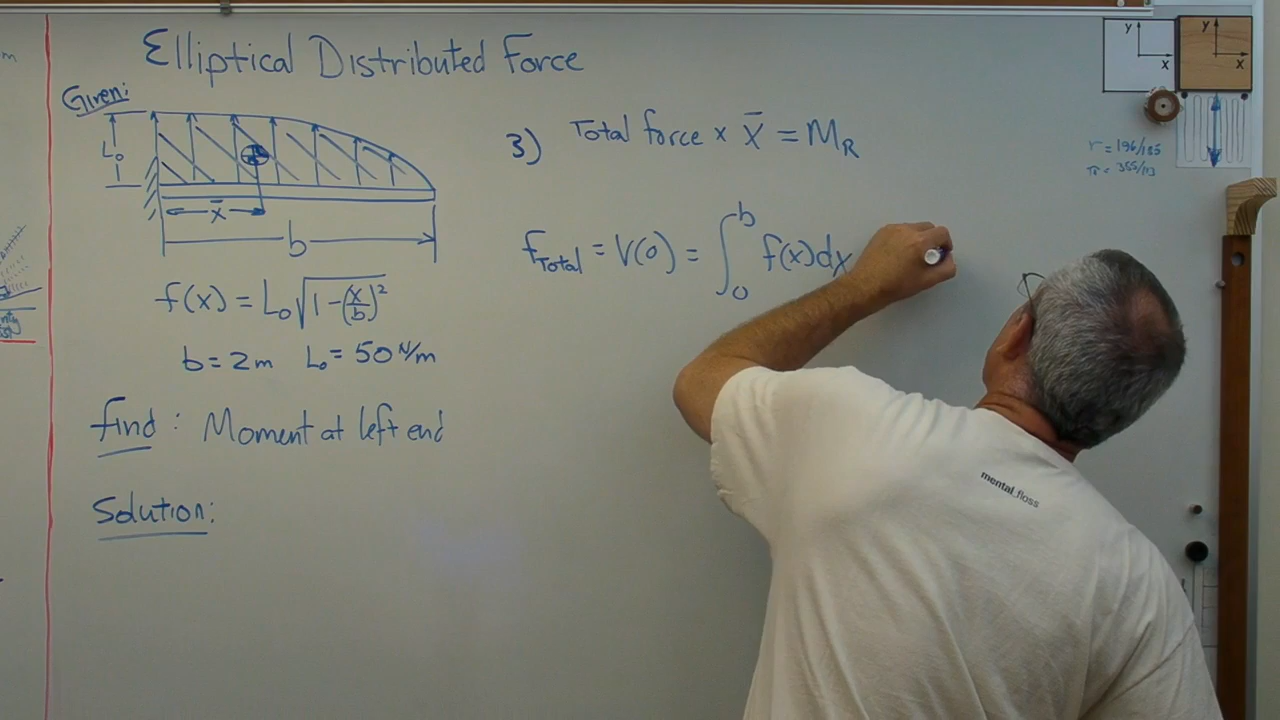 Elliptical Distributed Force
Given:
L₀
x̄
b
f(x) = L₀√(1-(x/b)²)
b = 2m L₀ = 50 N/m
find : Moment at left end
Solution:
3) Total force × x̄ = M_R
F_Total = V(0) = ∫₀ᵇ f(x)dx
y
x
y
x
r = 196/185
π = 355/113
mental_floss
m